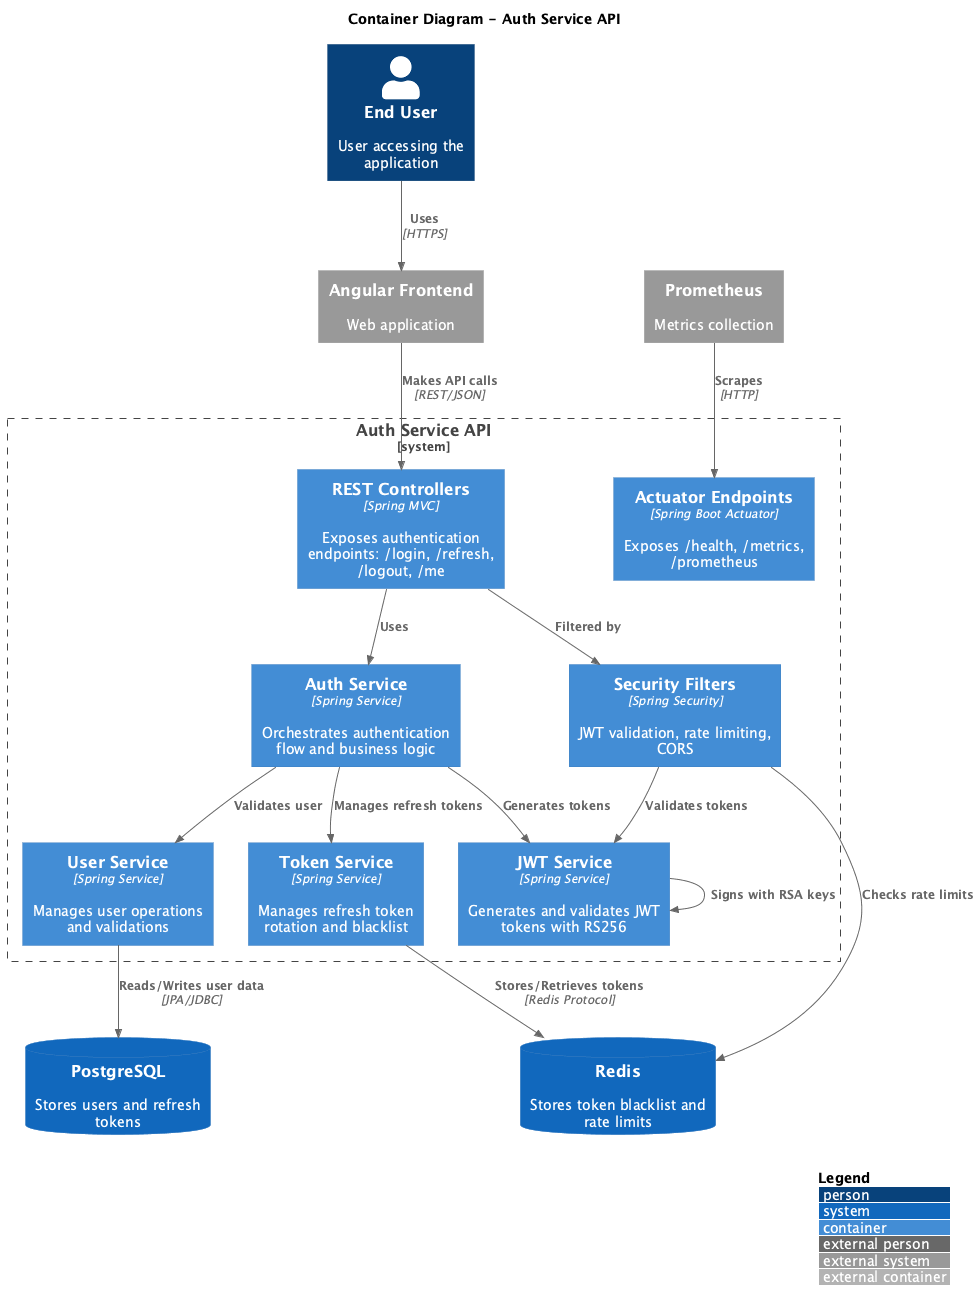 Container Diagram – Auth Service API
End User
User accessing the
application
Uses
[HTTPS]
Angular Frontend
Web application
Prometheus
Metrics collection
Makes API calls
[REST/JSON]
Scrapes
[HTTP]
Auth Service API
[system]
REST Controllers
[Spring MVC]
Exposes authentication
endpoints: /login, /refresh,
/logout, /me
Actuator Endpoints
[Spring Boot Actuator]
Exposes /health, /metrics,
/prometheus
Uses
Filtered by
Auth Service
[Spring Service]
Orchestrates authentication
flow and business logic
Security Filters
[Spring Security]
JWT validation, rate limiting,
CORS
Validates user
Manages refresh tokens
Generates tokens
Validates tokens
User Service
[Spring Service]
Manages user operations
and validations
Token Service
[Spring Service]
Manages refresh token
rotation and blacklist
JWT Service
[Spring Service]
Generates and validates JWT
tokens with RS256
Signs with RSA keys
Checks rate limits
Reads/Writes user data
[JPA/JDBC]
Stores/Retrieves tokens
[Redis Protocol]
PostgreSQL
Stores users and refresh
tokens
Redis
Stores token blacklist and
rate limits
Legend
person
system
container
external person
external system
external container